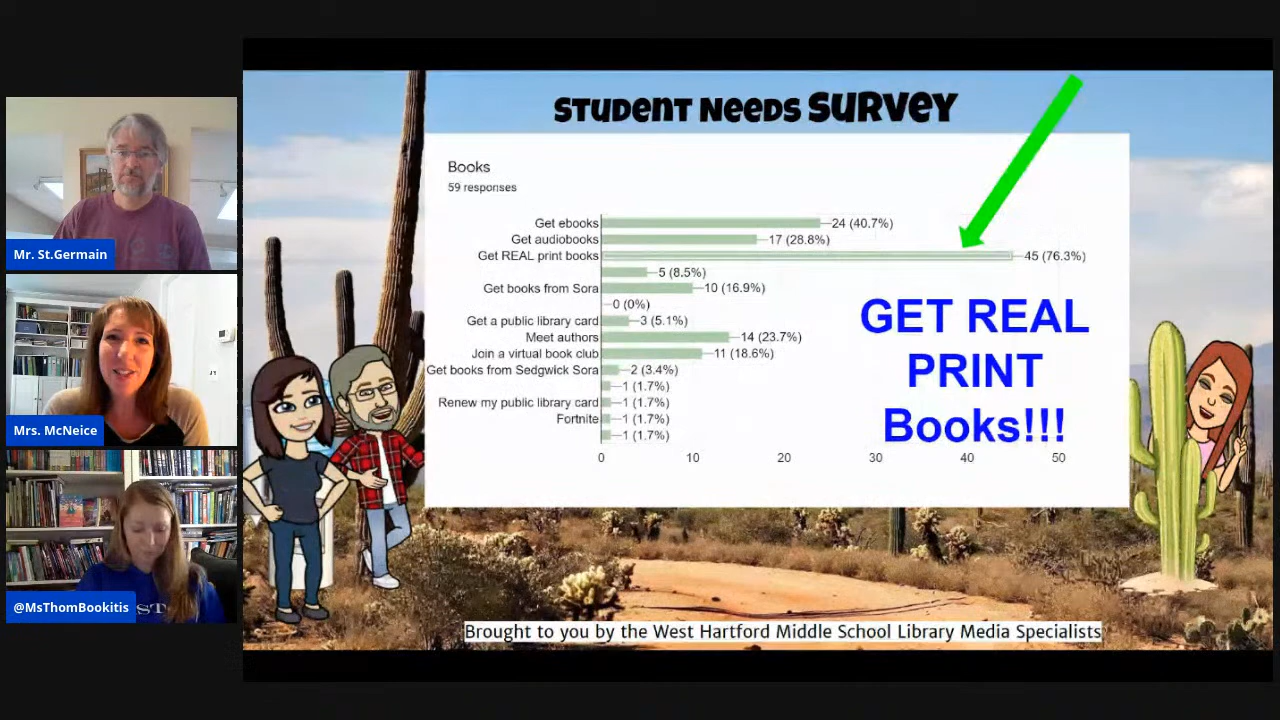 Mr. St.Germain
Mrs. McNeice
@MsThomBookitis
ST
STUDENT NEEDS SURVEY
Books
59 responses
Get ebooks 24 (40.7%)
Get audiobooks 17 (28.8%)
Get REAL print books 45 (76.3%)
5 (8.5%)
Get books from Sora 10 (16.9%)
0 (0%)
Get a public library card 3 (5.1%)
Meet authors 14 (23.7%)
Join a virtual book club 11 (18.6%)
Get books from Sedgwick Sora 2 (3.4%)
1 (1.7%)
Renew my public library card 1 (1.7%)
Fortnite 1 (1.7%)
1 (1.7%)
0 10 20 30 40 50
GET REAL
PRINT
Books!!!
Brought to you by the West Hartford Middle School Library Media Specialists